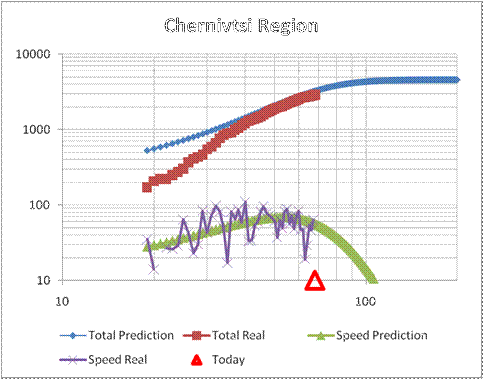 Chernivtsi Region
10000
1000
100
10
10 100
Total Prediction Total Real Speed Prediction
Speed Real Today